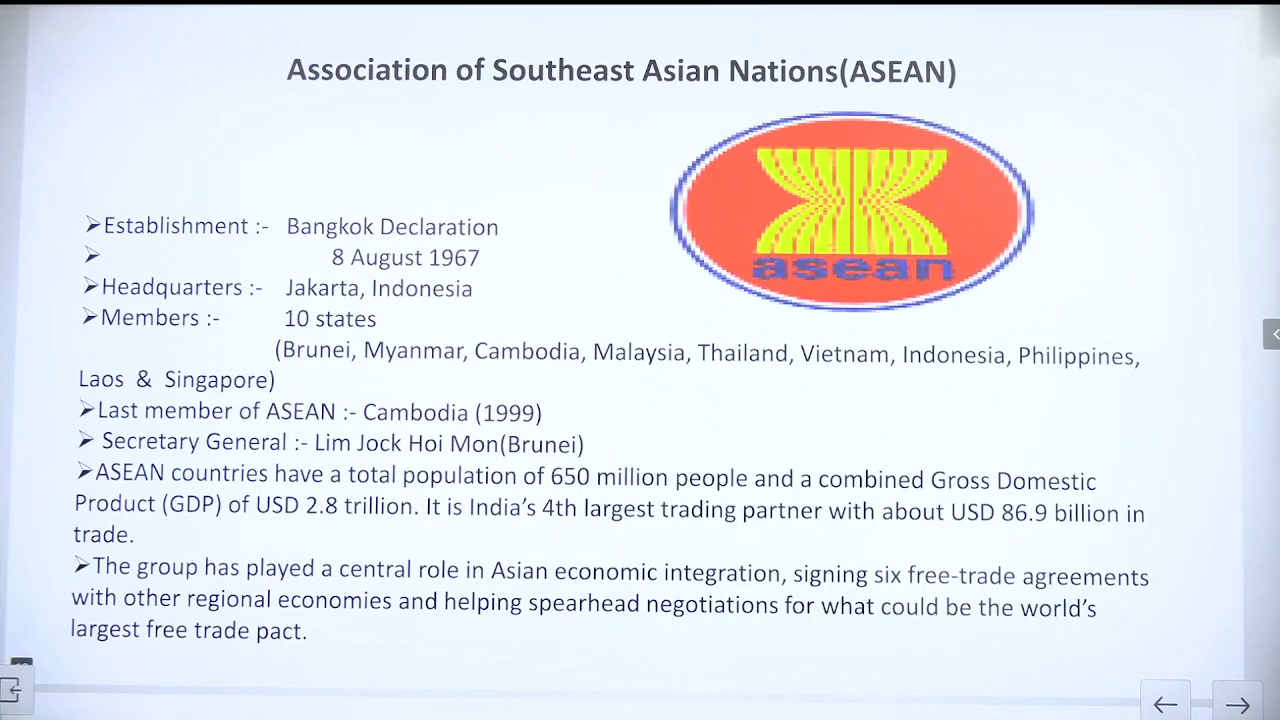 Association of Southeast Asian Nations(ASEAN)
asean
➢Establishment :- Bangkok Declaration
➢ 8 August 1967
➢Headquarters :- Jakarta, Indonesia
➢Members :- 10 states
(Brunei, Myanmar, Cambodia, Malaysia, Thailand, Vietnam, Indonesia, Philippines,
Laos & Singapore)
➢Last member of ASEAN :- Cambodia (1999)
➢ Secretary General :- Lim Jock Hoi Mon(Brunei)
➢ASEAN countries have a total population of 650 million people and a combined Gross Domestic
Product (GDP) of USD 2.8 trillion. It is India’s 4th largest trading partner with about USD 86.9 billion in
trade.
➢The group has played a central role in Asian economic integration, signing six free-trade agreements
with other regional economies and helping spearhead negotiations for what could be the world’s
largest free trade pact.